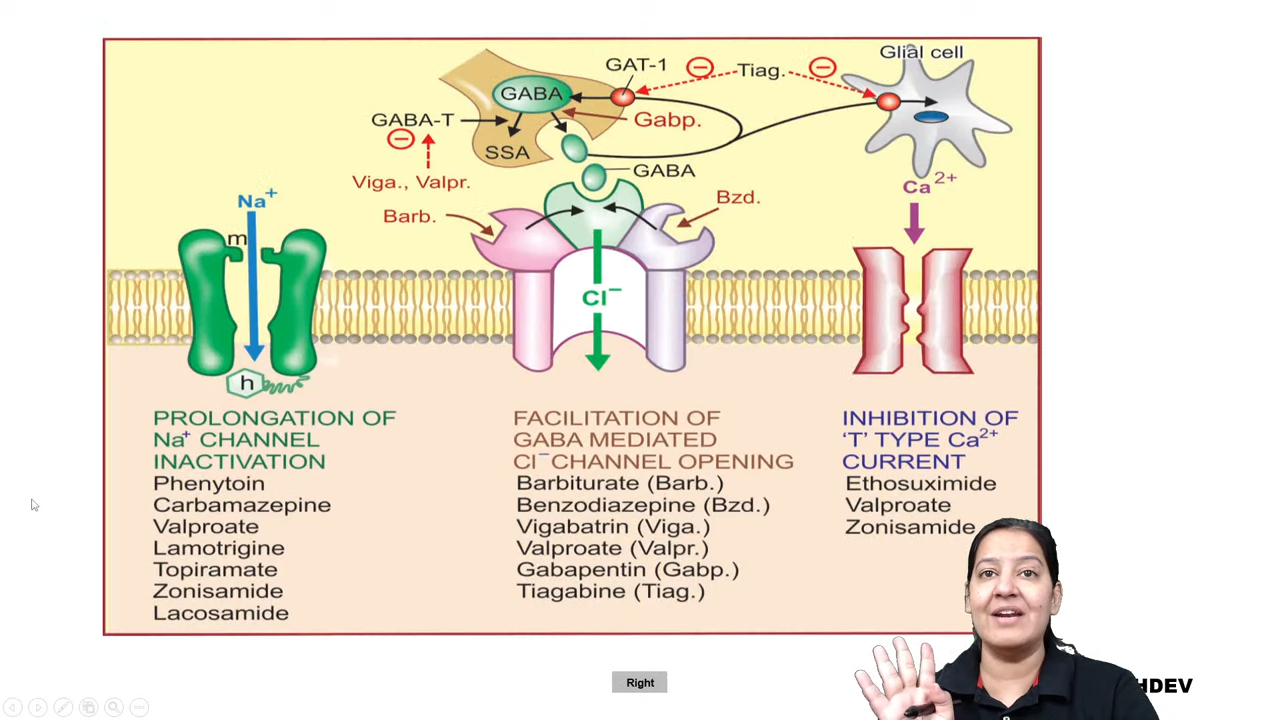 Glial cell
GAT-1
Tiag.
GABA
GABA-T
Gabp.
SSA
GABA
Viga., Valpr.
Ca2+
Bzd.
Na+
Barb.
m
Cl−
h
PROLONGATION OF
Na+ CHANNEL
INACTIVATION
Phenytoin
Carbamazepine
Valproate
Lamotrigine
Topiramate
Zonisamide
Lacosamide
FACILITATION OF
GABA MEDIATED
Cl− CHANNEL OPENING
Barbiturate (Barb.)
Benzodiazepine (Bzd.)
Vigabatrin (Viga.)
Valproate (Valpr.)
Gabapentin (Gabp.)
Tiagabine (Tiag.)
INHIBITION OF
‘T’ TYPE Ca2+
CURRENT
Ethosuximide
Valproate
Zonisamide
Right
HDEV